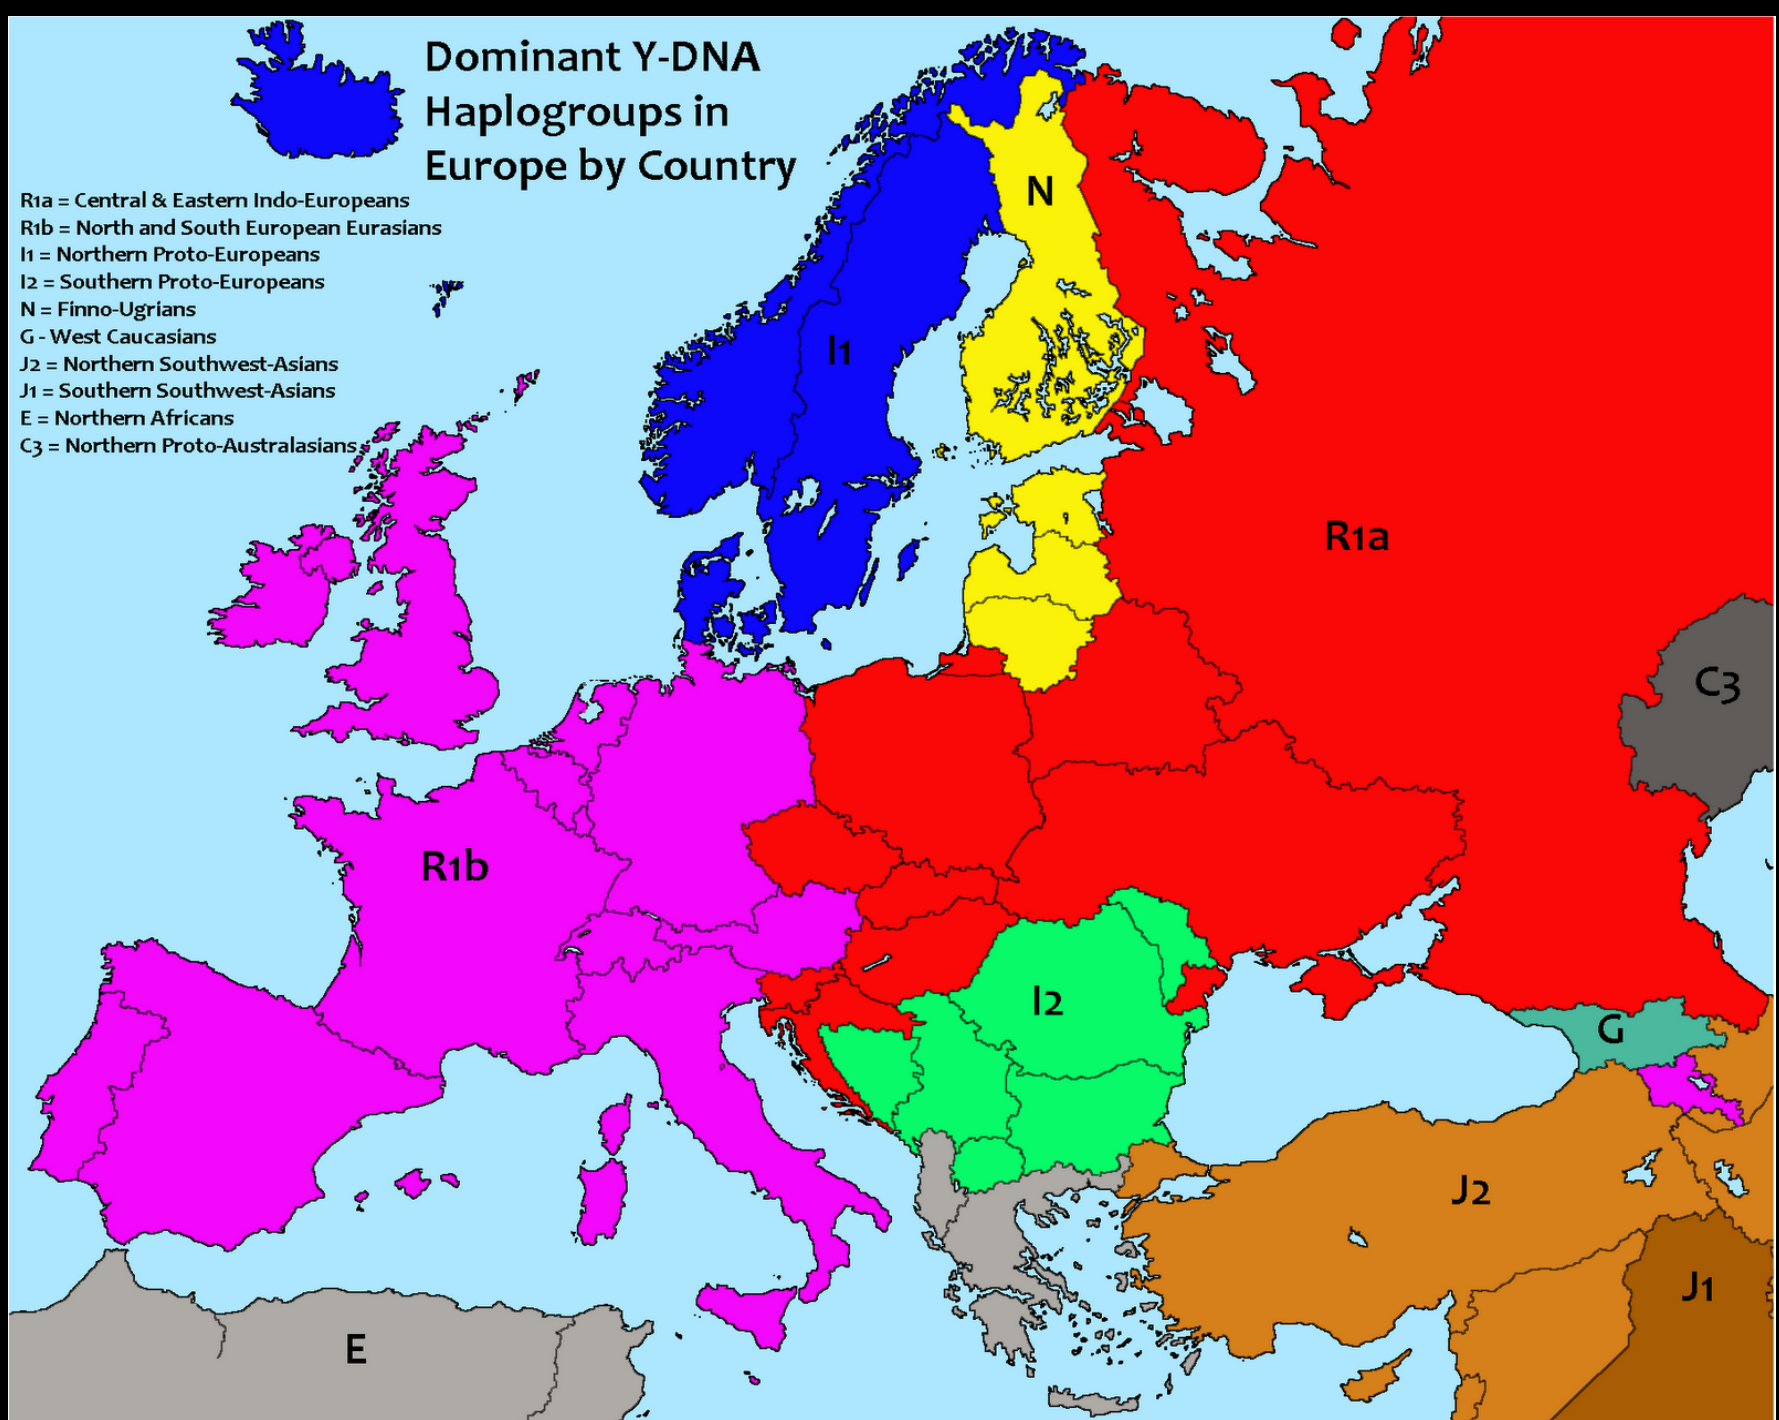 Dominant Y-DNA
Haplogroups in
Europe by Country
R1a = Central & Eastern Indo-Europeans
R1b = North and South European Eurasians
I1 = Northern Proto-Europeans
I2 = Southern Proto-Europeans
N = Finno-Ugrians
G - West Caucasians
J2 = Northern Southwest-Asians
J1 = Southern Southwest-Asians
E = Northern Africans
C3 = Northern Proto-Australasians
N
I1
R1a
C3
R1b
I2
G
J2
J1
E